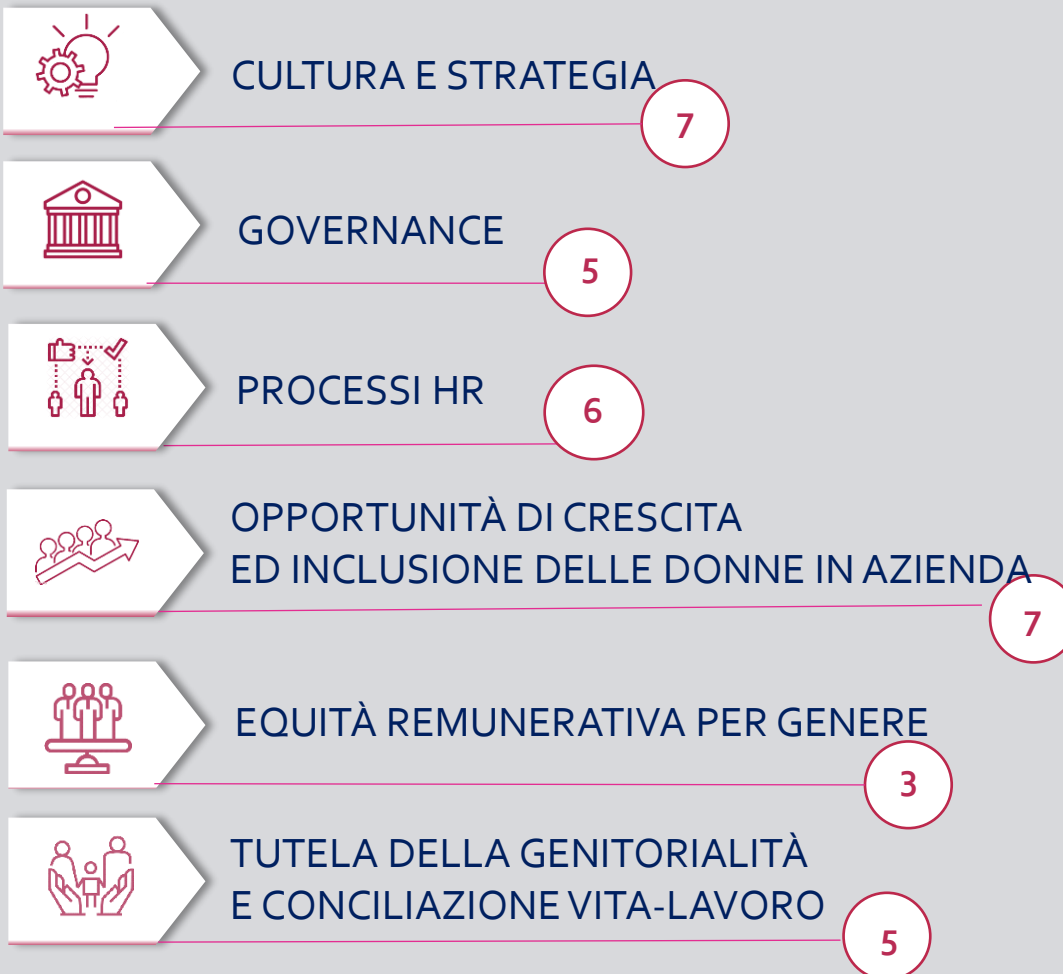 CULTURA E STRATEGIA
7
GOVERNANCE
5
PROCESSI HR
6
OPPORTUNITÀ DI CRESCITA
ED INCLUSIONE DELLE DONNE IN AZIENDA
7
EQUITÀ REMUNERATIVA PER GENERE
3
TUTELA DELLA GENITORIALITÀ
E CONCILIAZIONE VITA-LAVORO
5